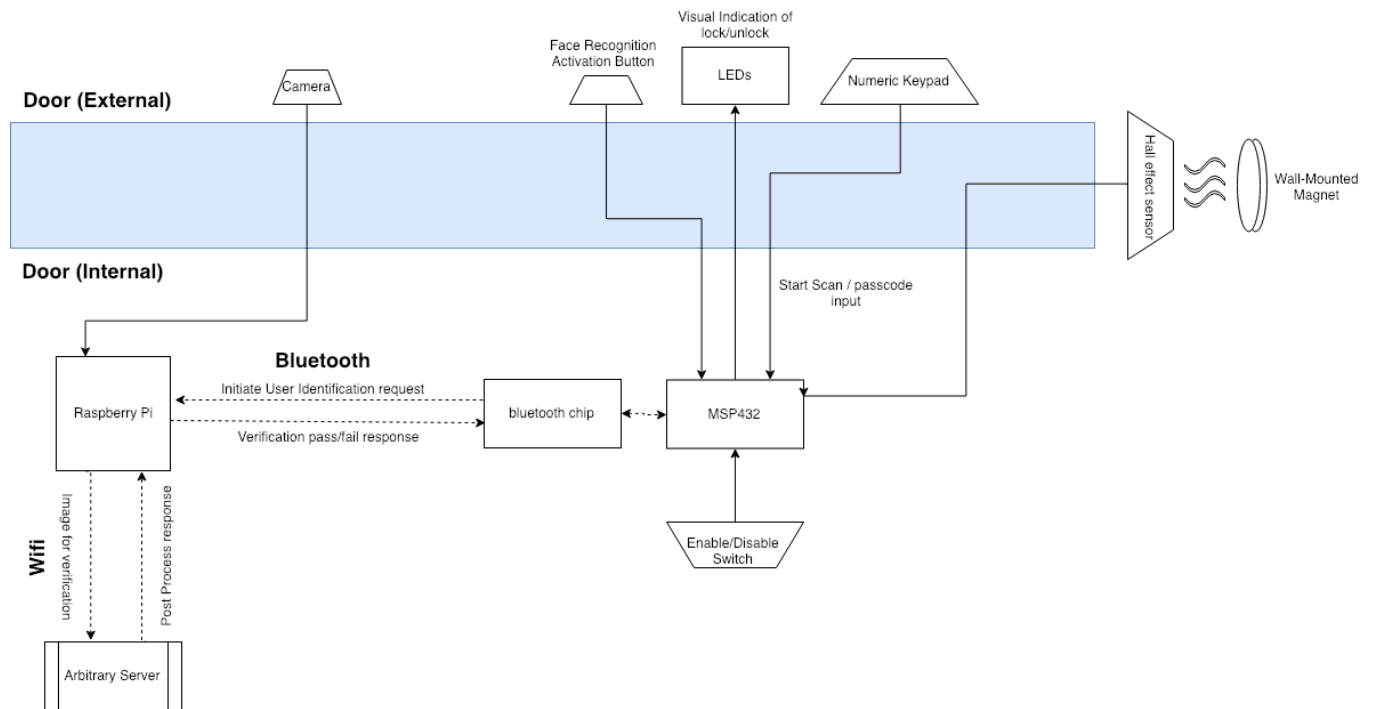 Visual Indication of
lock/unlock
Face Recognition
Activation Button
LEDs
Numeric Keypad
Camera
Door (External)
Hall effect sensor
Wall-Mounted
Magnet
Door (Internal)
Start Scan / passcode
input
Bluetooth
Initiate User Identification request
Raspberry Pi
bluetooth chip
MSP432
Verification pass/fail response
Wifi
Image for verification
Post Process response
Enable/Disable
Switch
Arbitrary Server